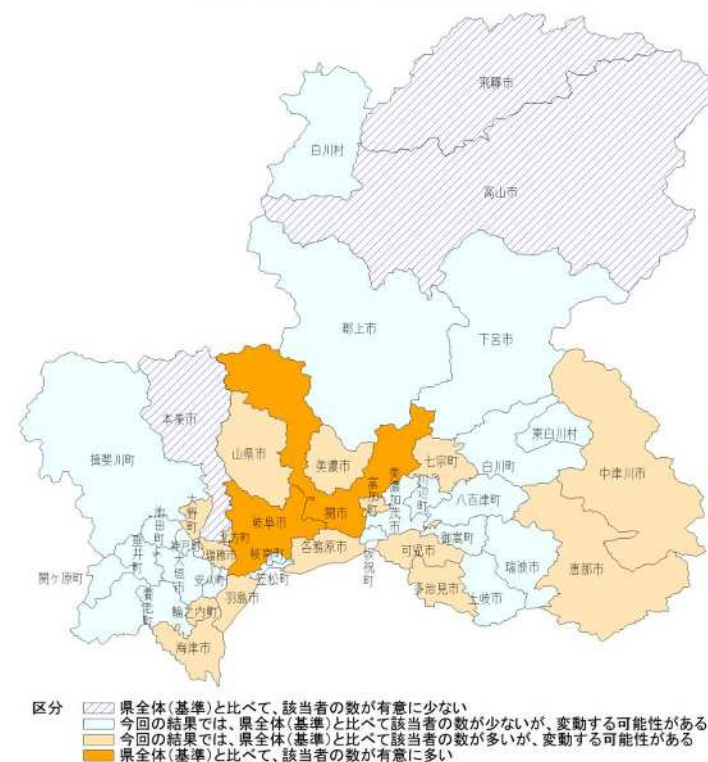 飛騨市
白川村
高山市
郡上市
下呂市
本巣市
揖斐川町
山県市
美濃市
七宗町
東白川村
白川町
中津川市
富加町
美濃加茂市
川辺町
八百津町
大野町
池田町
岐阜市
関市
北方町
神戸町
垂井町
瑞穂市
岐南町
各務原市
坂祝町
可児市
御嵩町
瑞浪市
恵那市
関ケ原町
大垣市
安八町
笠松町
養老町
輪之内町
羽島市
多治見市
土岐市
海津市
区分
県全体(基準)と比べて、該当者の数が有意に少ない
今回の結果では、県全体(基準)と比べて該当者の数が少ないが、変動する可能性がある
今回の結果では、県全体(基準)と比べて該当者の数が多いが、変動する可能性がある
県全体(基準)と比べて、該当者の数が有意に多い